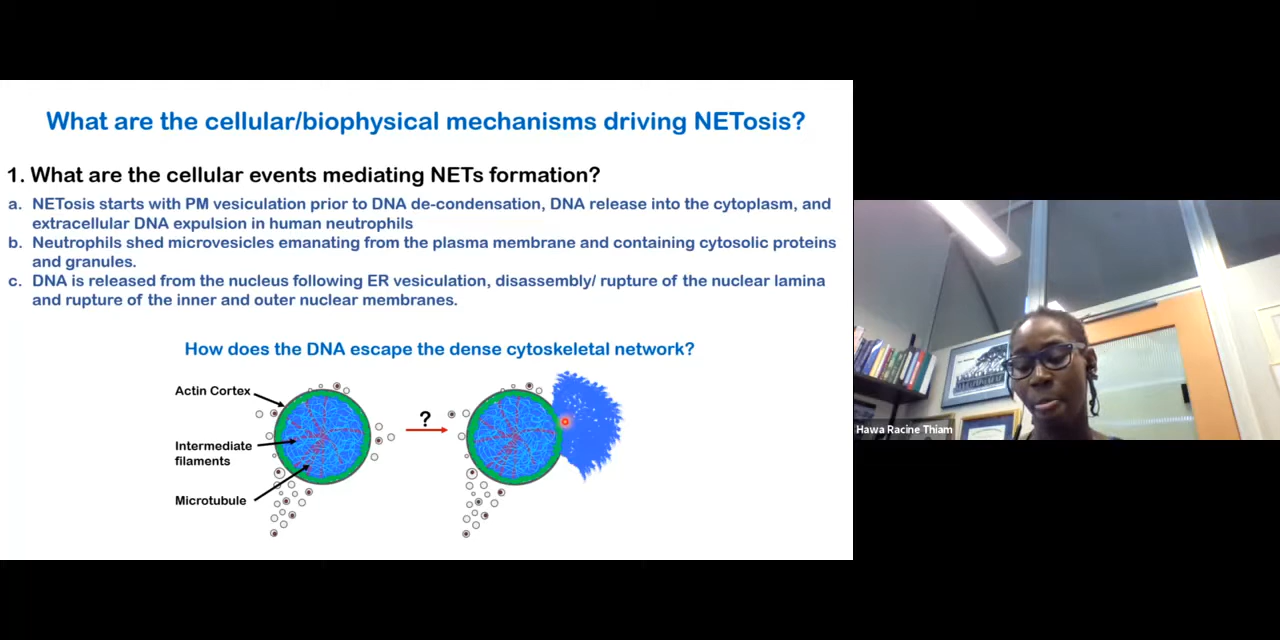 What are the cellular/biophysical mechanisms driving NETosis?
1. What are the cellular events mediating NETs formation?
a. NETosis starts with PM vesiculation prior to DNA de-condensation, DNA release into the cytoplasm, and
extracellular DNA expulsion in human neutrophils
b. Neutrophils shed microvesicles emanating from the plasma membrane and containing cytosolic proteins
and granules.
c. DNA is released from the nucleus following ER vesiculation, disassembly/ rupture of the nuclear lamina
and rupture of the inner and outer nuclear membranes.
How does the DNA escape the dense cytoskeletal network?
Actin Cortex
?
Intermediate
filaments
Microtubule
Hawa Racine Thiam